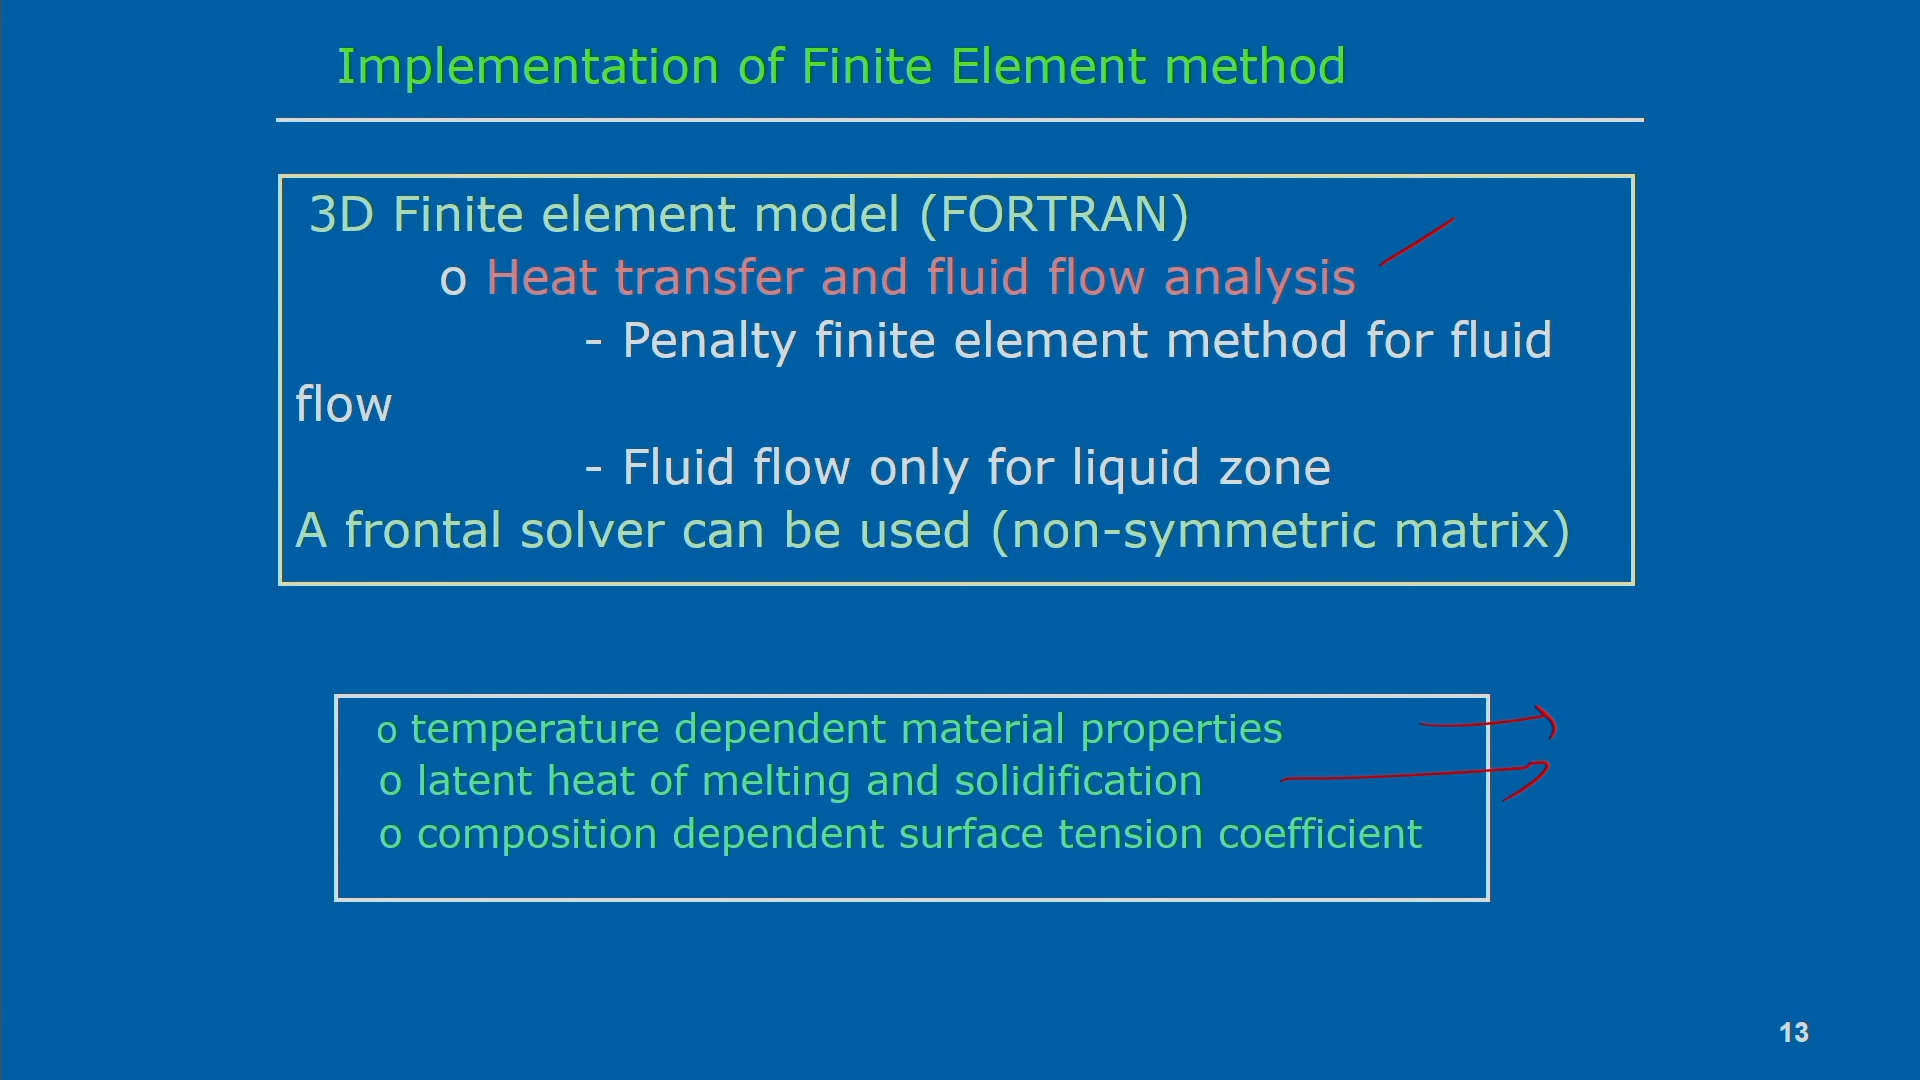 Implementation of Finite Element method
3D Finite element model (FORTRAN)
o Heat transfer and fluid flow analysis
- Penalty finite element method for fluid
flow
- Fluid flow only for liquid zone
A frontal solver can be used (non-symmetric matrix)
o temperature dependent material properties
o latent heat of melting and solidification
o composition dependent surface tension coefficient
13